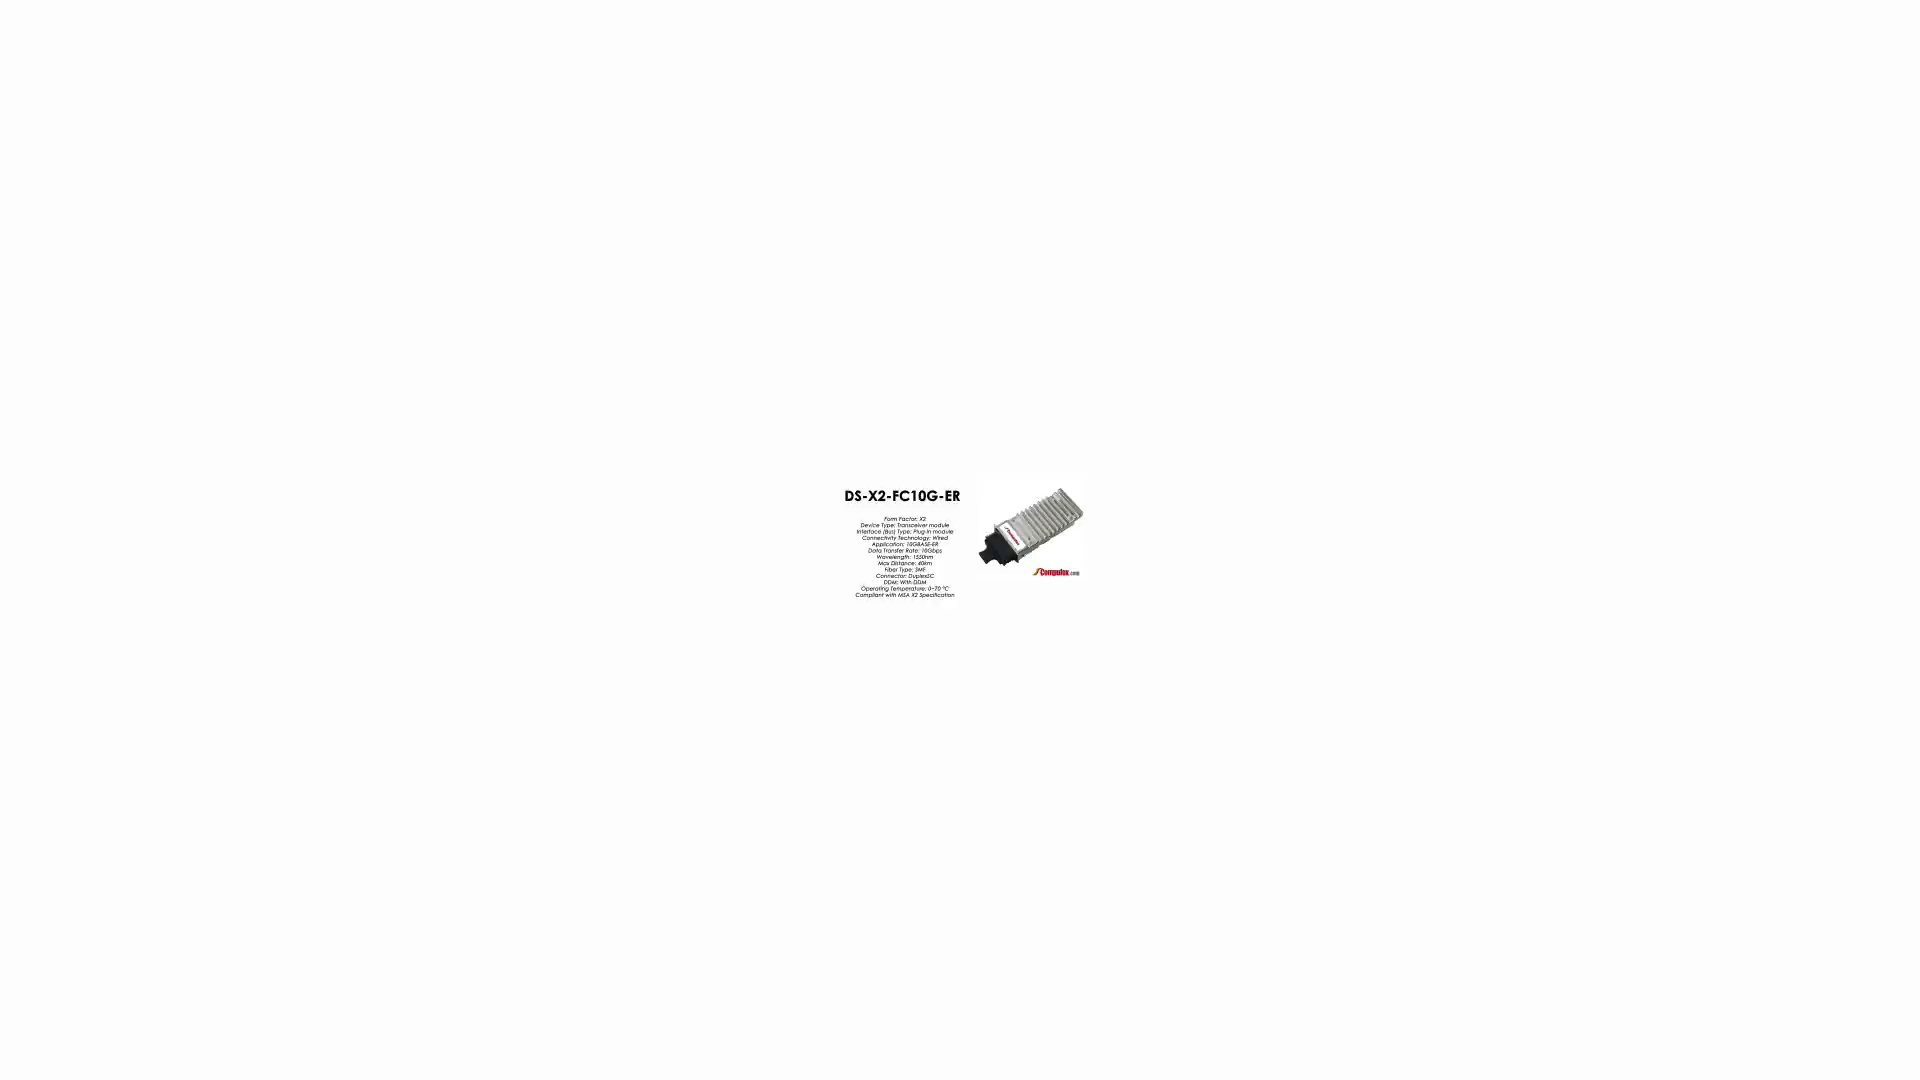 DS-X2-FC10G-ER
Form Factor: X2
Device Type: Transceiver module
Interface (Bus) Type: Plug-in module
Connectivity Technology: Wired
Application: 10GBASE-ER
Data Transfer Rate: 10Gbps
Wavelength: 1550nm
Max Distance: 40km
Fiber Type: SMF
Connector: DuplexSC
DDM: With DDM
Operating Temperature: 0~70 °C
Compliant with MSA X2 Specification
Compufox.com